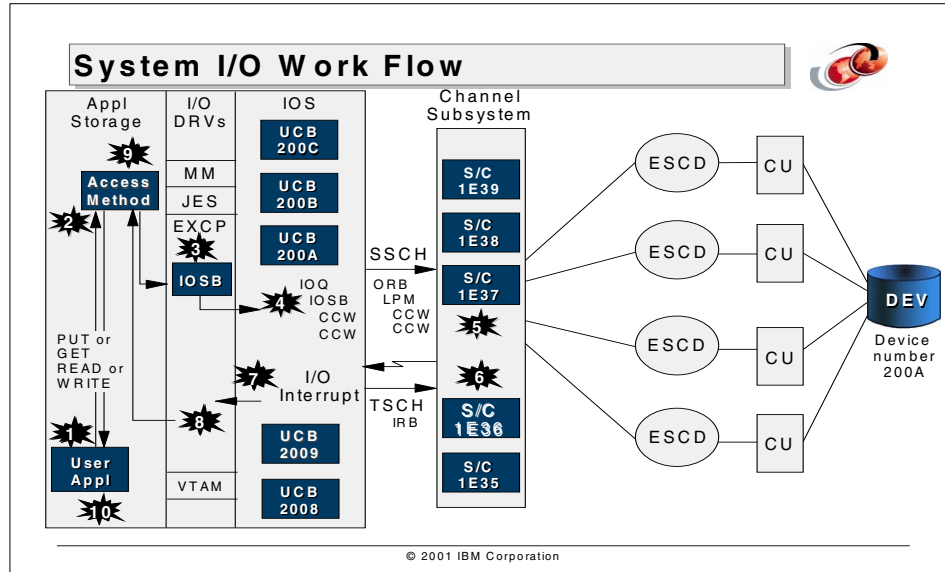 System I/O Work Flow
Appl
Storage
I/O
DRVs
IOS
Channel
Subsystem
UCB
200C
ESCD
CU
9
MM
Access
Method
S/C
1E39
JES
UCB
200B
2
EXCP
S/C
1E38
3
UCB
200A
SSCH
ESCD
CU
IOSB
ORB
LPM
CCW
CCW
S/C
1E37
DEV
4
IOQ
IOSB
CCW
CCW
5
Device
number
200A
PUT or
GET
READ or
WRITE
ESCD
CU
7
I/O
Interrupt
6
TSCH
IRB
S/C
1E36
8
1
ESCD
CU
UCB
2009
User
Appl
S/C
1E35
VTAM
UCB
2008
10
© 2001 IBM Corporation